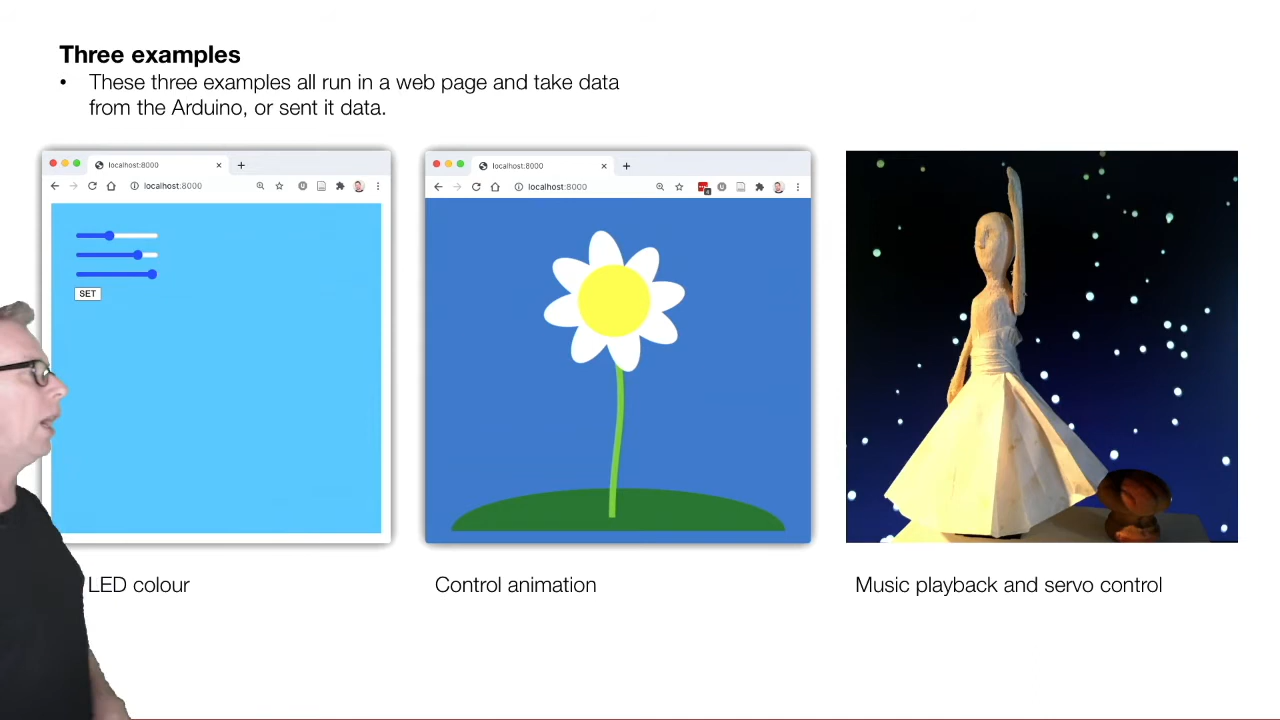 Three examples
• These three examples all run in a web page and take data
from the Arduino, or sent it data.
localhost:8000
localhost:8000
SET
localhost:8000
localhost:8000
LED colour
Control animation
Music playback and servo control